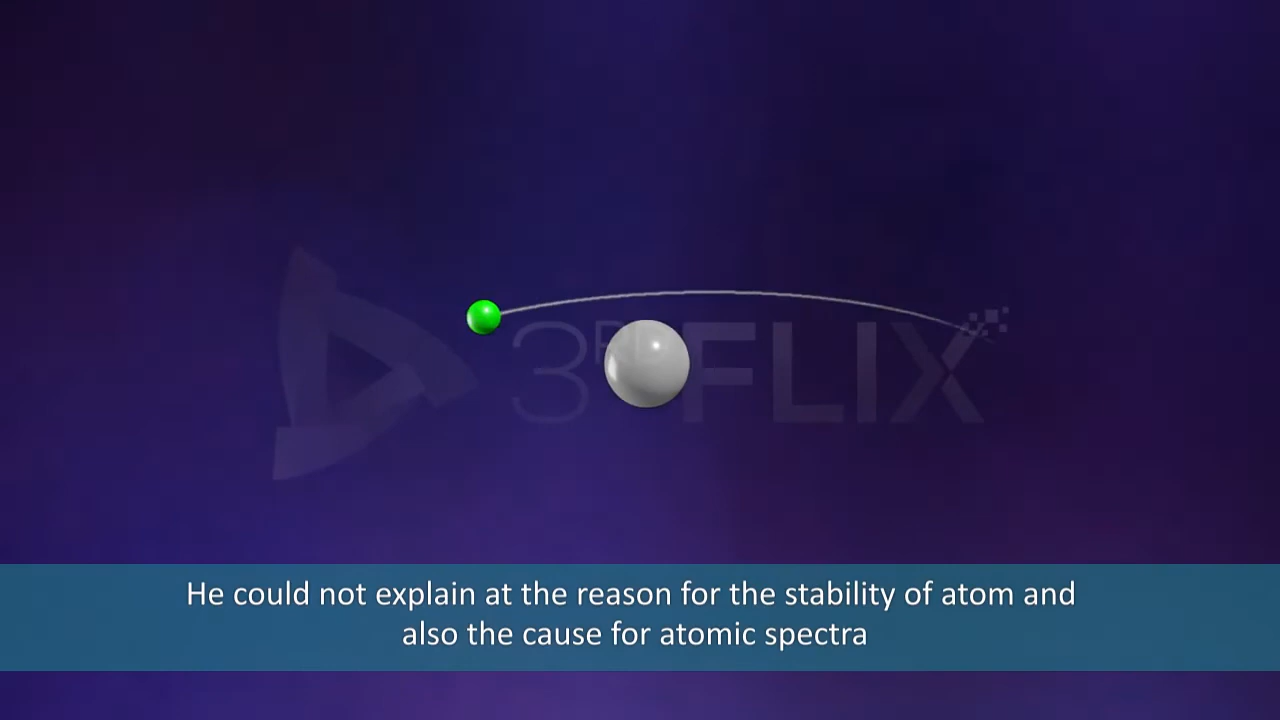 3RDFLIX
He could not explain at the reason for the stability of atom and
also the cause for atomic spectra